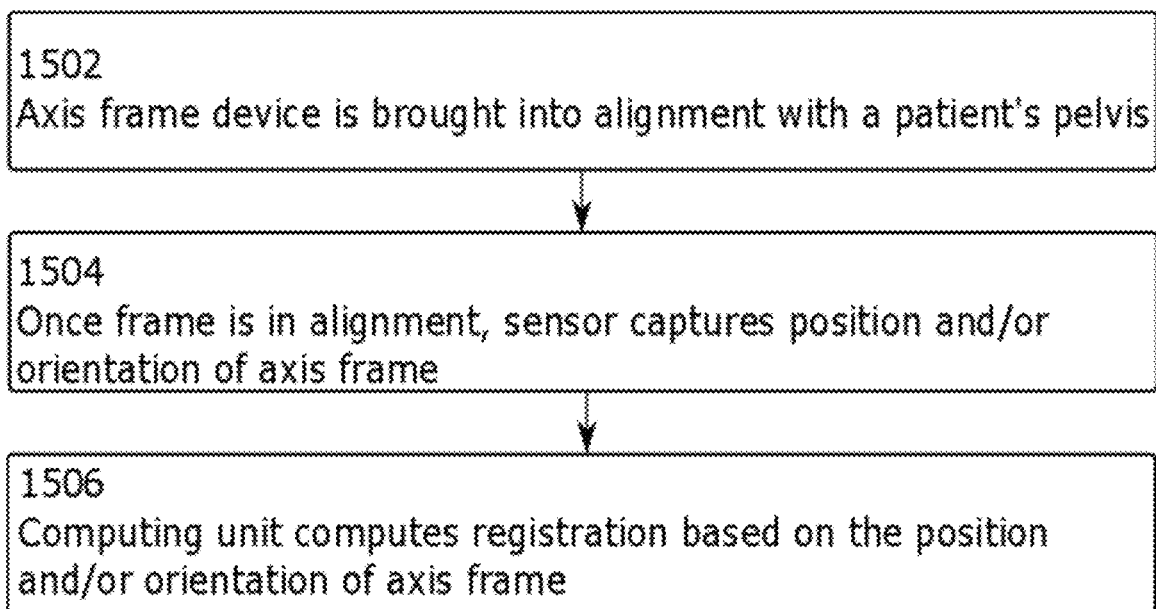 1502
Axis frame device is brought into alignment with a patient's pelvis
1504
Once frame is in alignment, sensor captures position and/or
orientation of axis frame
1506
Computing unit computes registration based on the position
and/or orientation of axis frame